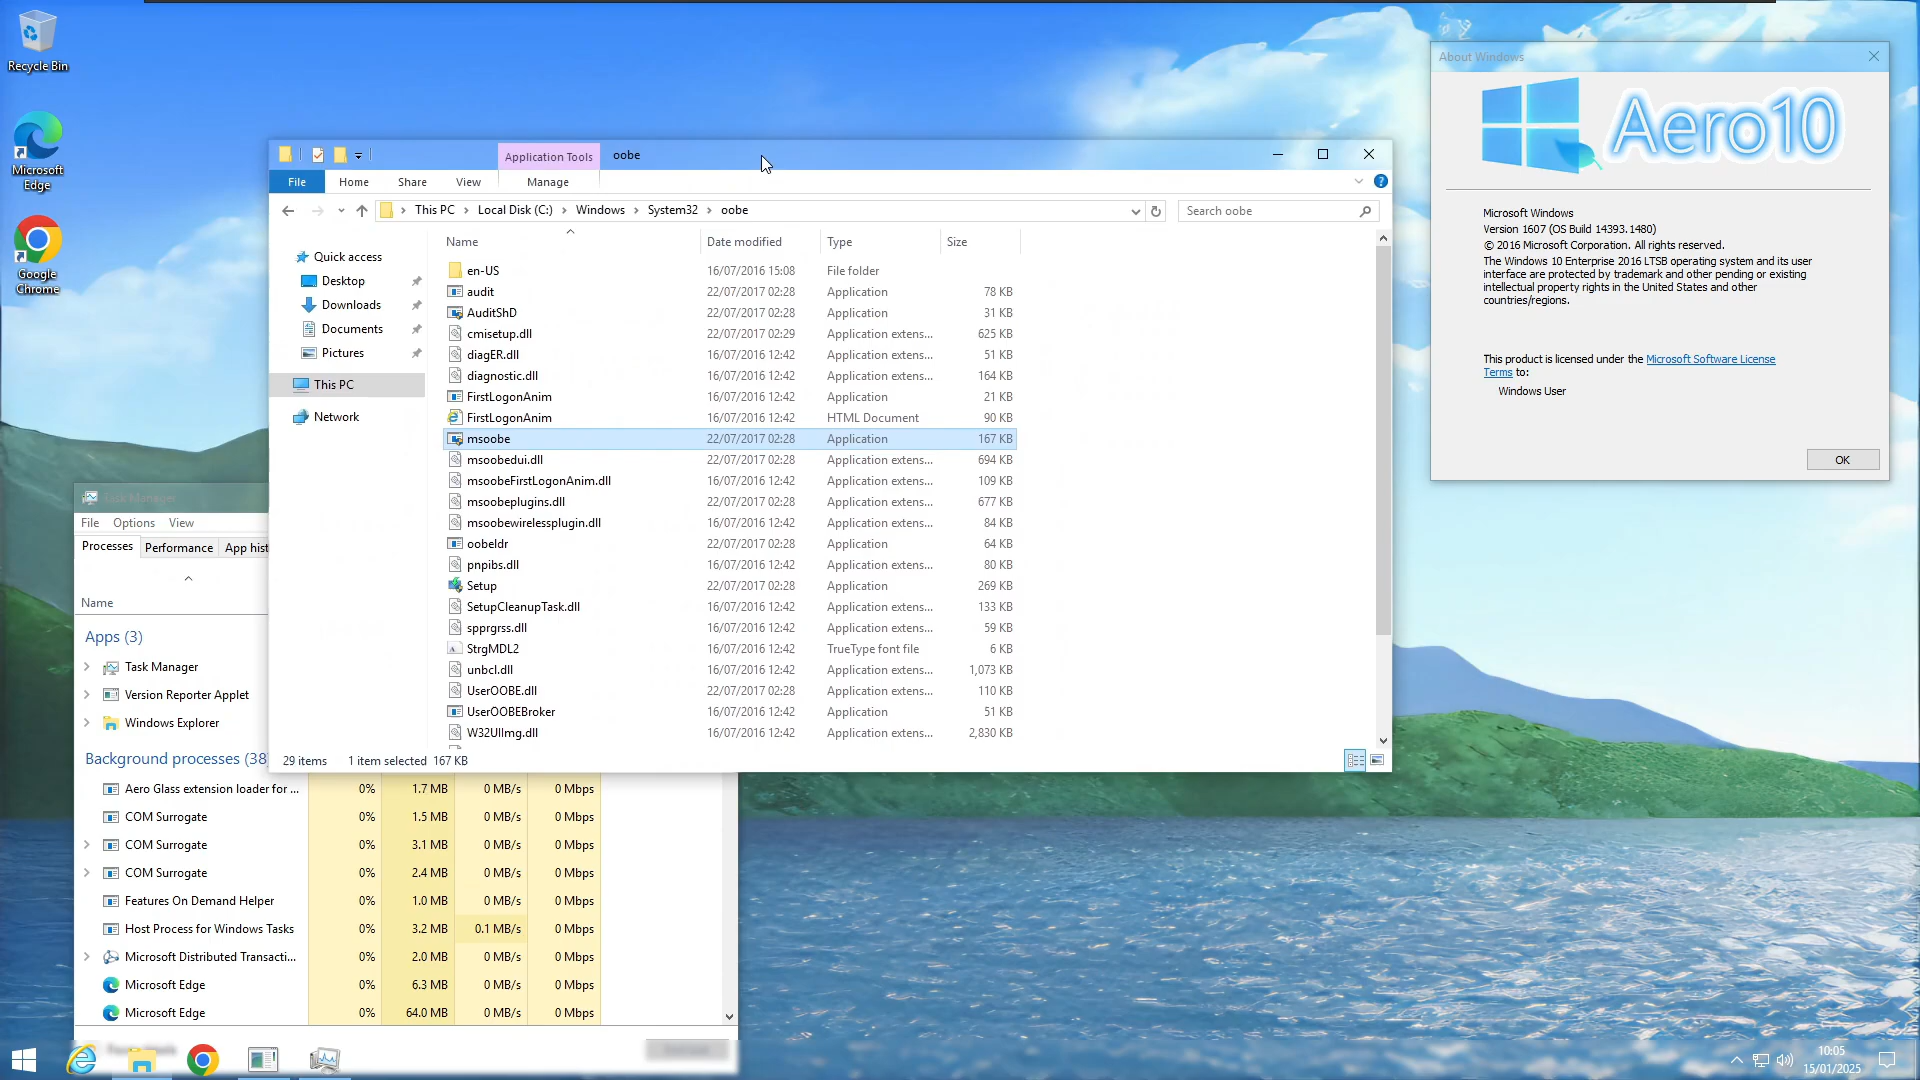 Recycle Bin
Microsoft
Edge
Google
Chrome
Application Tools
oobe
File
Home
Share
View
Manage
This PC
Local Disk (C:)
Windows
System32
oobe
Search oobe
Quick access
Desktop
Downloads
Documents
Pictures
This PC
Network
Name Date modified Type Size
en-US 16/07/2016 15:08 File folder
audit 22/07/2017 02:28 Application 78 KB
AuditShD 22/07/2017 02:28 Application 31 KB
cmisetup.dll 22/07/2017 02:29 Application extens... 625 KB
diagER.dll 16/07/2016 12:42 Application extens... 51 KB
diagnostic.dll 16/07/2016 12:42 Application extens... 164 KB
FirstLogonAnim 16/07/2016 12:42 Application 21 KB
FirstLogonAnim 16/07/2016 12:42 HTML Document 90 KB
msoobe 22/07/2017 02:28 Application 167 KB
msoobedui.dll 22/07/2017 02:28 Application extens... 694 KB
msoobeFirstLogonAnim.dll 16/07/2016 12:42 Application extens... 109 KB
msoobeplugins.dll 22/07/2017 02:28 Application extens... 677 KB
msoobewirelessplugin.dll 16/07/2016 12:42 Application extens... 84 KB
oobeldr 22/07/2017 02:28 Application 64 KB
pnpibs.dll 16/07/2016 12:42 Application extens... 80 KB
Setup 22/07/2017 02:28 Application 269 KB
SetupCleanupTask.dll 16/07/2016 12:42 Application extens... 133 KB
spprgrss.dll 16/07/2016 12:42 Application extens... 59 KB
StrgMDL2 16/07/2016 12:42 TrueType font file 6 KB
unbcl.dll 16/07/2016 12:42 Application extens... 1,073 KB
UserOOBE.dll 22/07/2017 02:28 Application extens... 110 KB
UserOOBEBroker 16/07/2016 12:42 Application 51 KB
W32UIImg.dll 16/07/2016 12:42 Application extens... 2,830 KB
29 items 1 item selected 167 KB
About Windows
Aero10
Microsoft Windows
Version 1607 (OS Build 14393.1480)
© 2016 Microsoft Corporation. All rights reserved.
The Windows 10 Enterprise 2016 LTSB operating system and its user
interface are protected by trademark and other pending or existing
intellectual property rights in the United States and other
countries/regions.
This product is licensed under the Microsoft Software License
Terms to:
Windows User
OK
Task Manager
File Options View
Processes Performance App hist
Name
Apps (3)
Task Manager
Version Reporter Applet
Windows Explorer
Background processes (38)
Aero Glass extension loader for ... 0% 1.7 MB 0 MB/s 0 Mbps
COM Surrogate 0% 1.5 MB 0 MB/s 0 Mbps
COM Surrogate 0% 3.1 MB 0 MB/s 0 Mbps
COM Surrogate 0% 2.4 MB 0 MB/s 0 Mbps
Features On Demand Helper 0% 1.0 MB 0 MB/s 0 Mbps
Host Process for Windows Tasks 0% 3.2 MB 0.1 MB/s 0 Mbps
Microsoft Distributed Transacti... 0% 2.0 MB 0 MB/s 0 Mbps
Microsoft Edge 0% 6.3 MB 0 MB/s 0 Mbps
Microsoft Edge 0% 64.0 MB 0 MB/s 0 Mbps
10:05
15/01/2025